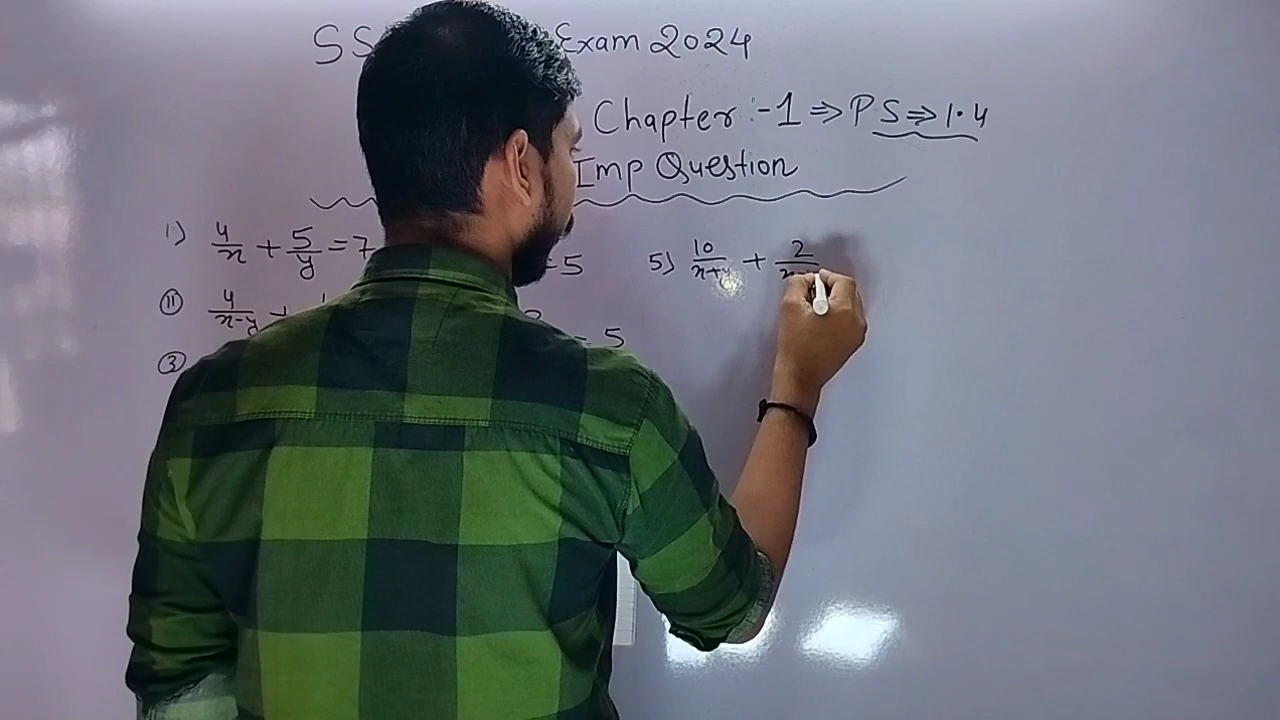 SS Exam 2024
Chapter :-1 ⇒ PS ⇒ 1.4
Imp Question
1) 4/x + 5/y = 7 = 5
5) 10/x+y + 2/
11 4/x-y + = 5
3